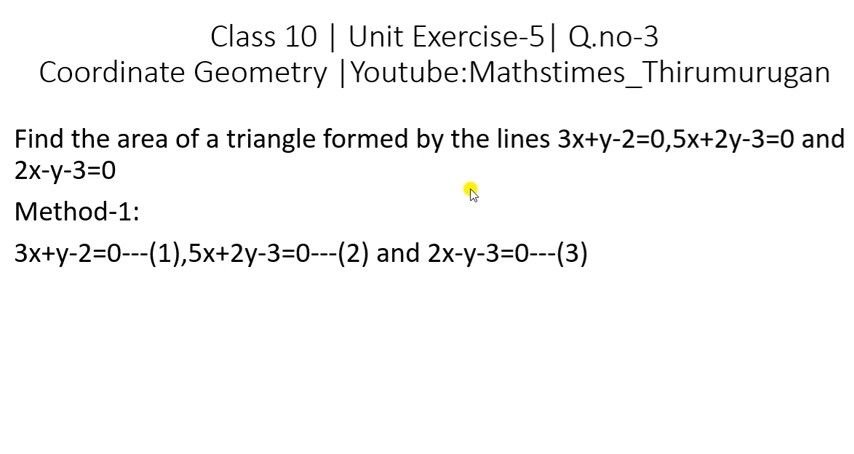 Class 10 | Unit Exercise-5| Q.no-3
Coordinate Geometry |Youtube:Mathstimes_Thirumurugan
Find the area of a triangle formed by the lines 3x+y-2=0,5x+2y-3=0 and
2x-y-3=0
Method-1:
3x+y-2=0---(1),5x+2y-3=0---(2) and 2x-y-3=0---(3)